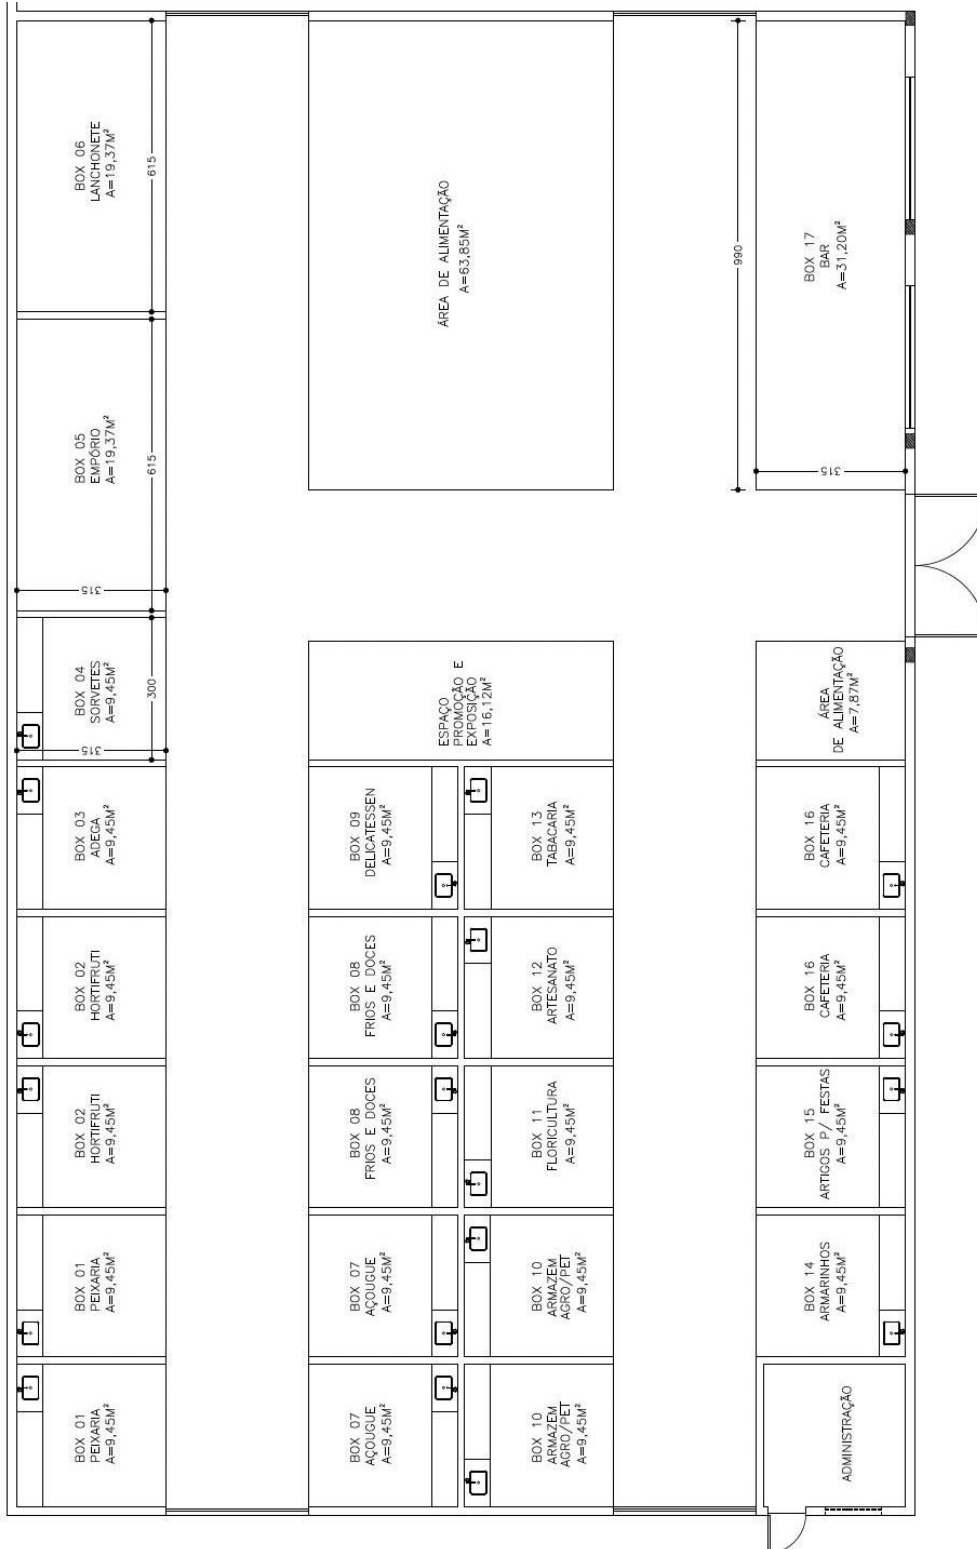 BOX 06
LANCHONETE
A=19,37M²
615
BOX 05
EMPÓRIO
A=19,37M²
615
315
BOX 04
SORVETES
A=9,45M²
300
315
BOX 03
ADEGA
A=9,45M²
BOX 02
HORTIFRUTI
A=9,45M²
BOX 02
HORTIFRUTI
A=9,45M²
BOX 01
PEIXARIA
A=9,45M²
BOX 01
PEIXARIA
A=9,45M²
ÁREA DE ALIMENTAÇÃO
A=63,85M²
ESPAÇO
PROMOÇÃO E
EXPOSIÇÃO
A=16,12M²
BOX 09
DELICATESSEN
A=9,45M²
BOX 08
FRIOS E DOCES
A=9,45M²
BOX 08
FRIOS E DOCES
A=9,45M²
BOX 07
AÇOUGUE
A=9,45M²
BOX 07
AÇOUGUE
A=9,45M²
BOX 13
TABACARIA
A=9,45M²
BOX 12
ARTESANATO
A=9,45M²
BOX 11
FLORICULTURA
A=9,45M²
BOX 10
ARMAZEM
AGRO/PET
A=9,45M²
BOX 10
ARMAZEM
AGRO/PET
A=9,45M²
990
BOX 17
BAR
A=31,20M²
315
ÁREA
DE ALIMENTAÇÃO
A=7,87M²
BOX 16
CAFETERIA
A=9,45M²
BOX 16
CAFETERIA
A=9,45M²
BOX 15
ARTIGOS P/ FESTAS
A=9,45M²
BOX 14
ARMARINHOS
A=9,45M²
ADMINISTRAÇÃO